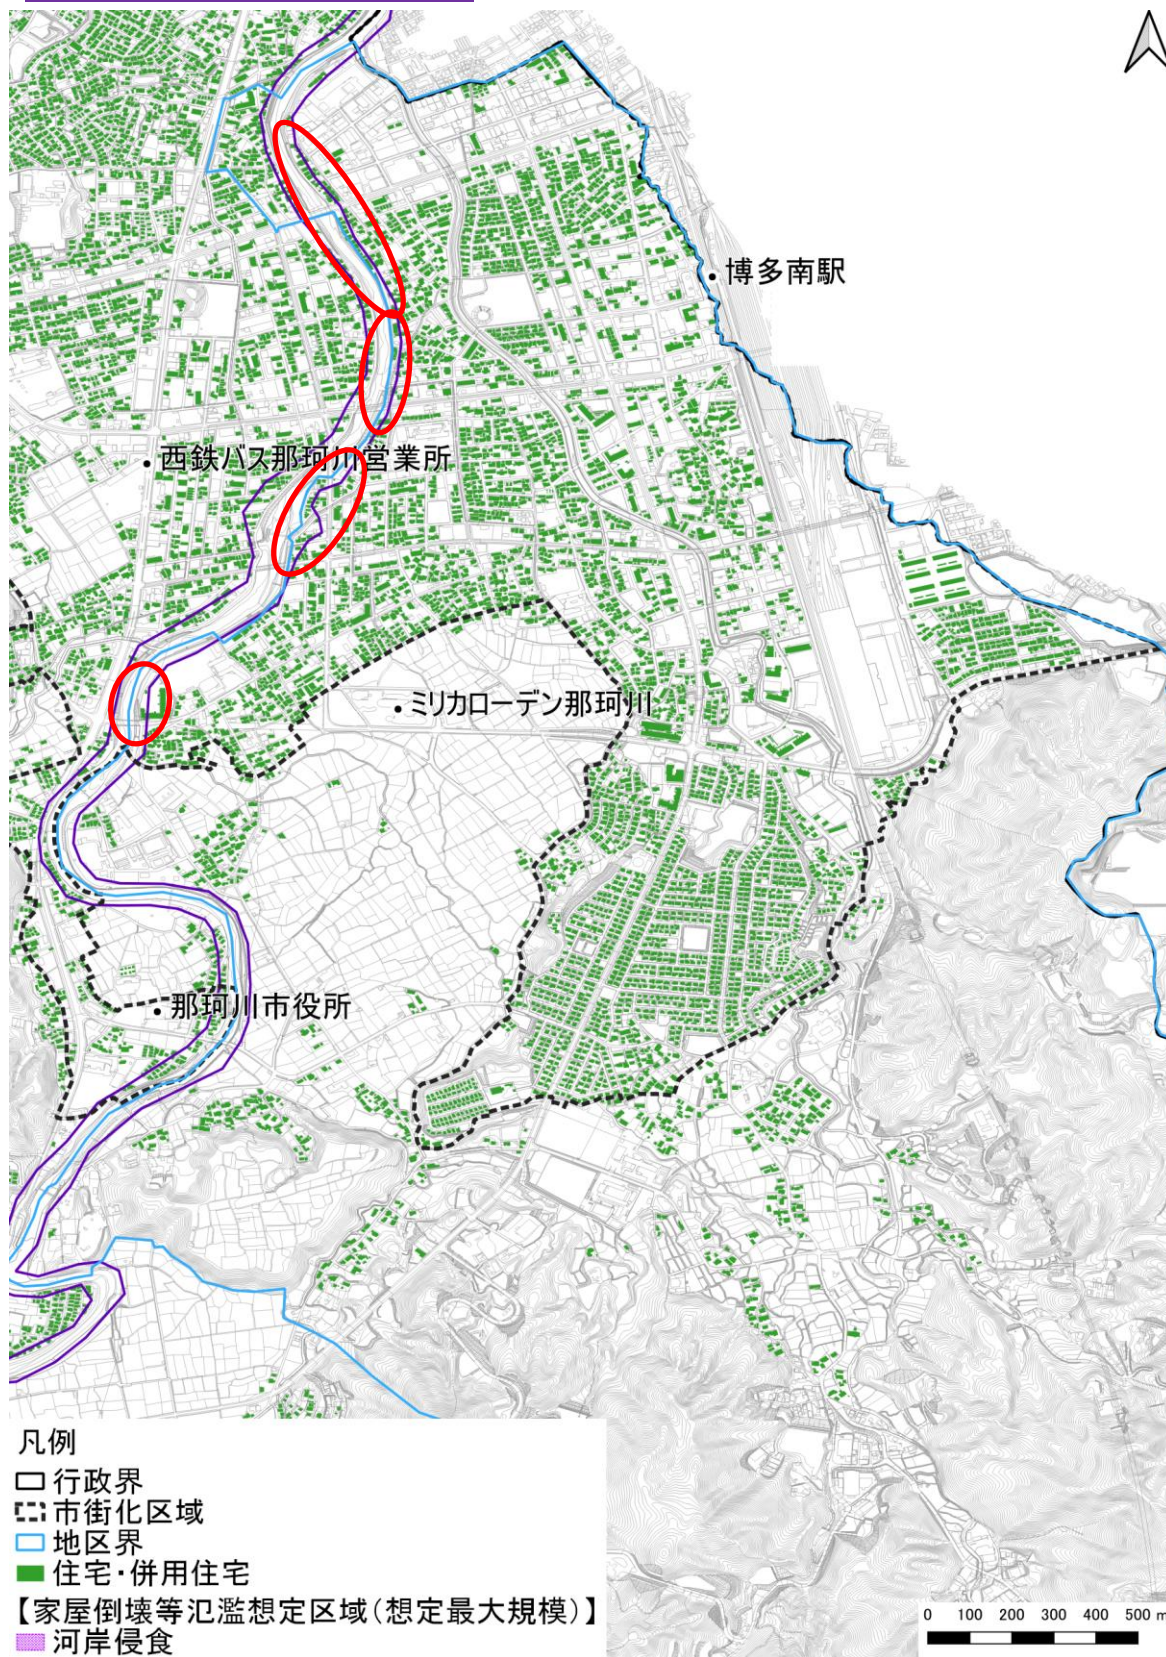 博多南駅
西鉄バス那珂川営業所
ミリカローデン那珂川
那珂川市役所
凡例
行政界
市街化区域
地区界
住宅・併用住宅
【家屋倒壊等氾濫想定区域(想定最大規模)】
河岸侵食
0 100 200 300 400 500 m